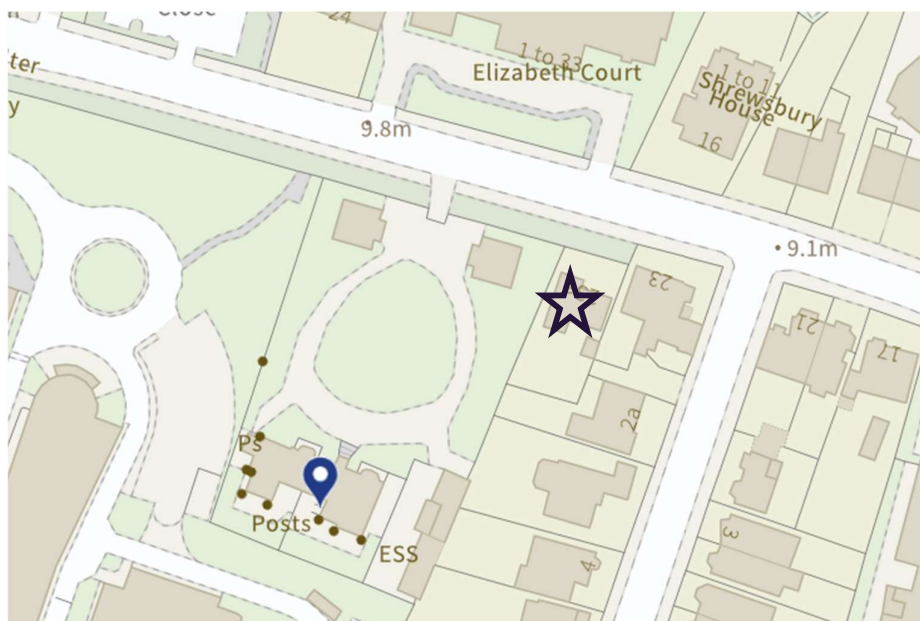 Close
24
ter
y
1 to 33
Elizabeth Court
1 to 1
Shrewsbury
House
16
9.8m
9.1m
23
21
17
2a
Ps
Posts
ESS
3
4